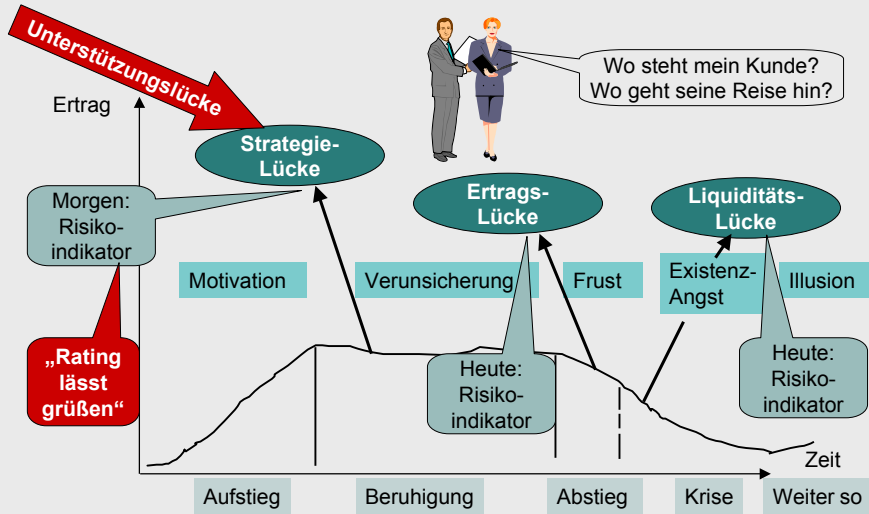 Unterstützungslücke
Wo steht mein Kunde?
Wo geht seine Reise hin?
Ertrag
Strategie-
Lücke
Ertrags-
Lücke
Liquiditäts-
Lücke
Morgen:
Risiko-
indikator
Motivation
Verunsicherung
Frust
Existenz-
Angst
Illusion
„Rating
lässt
grüßen“
Heute:
Risiko-
indikator
Heute:
Risiko-
indikator
Zeit
Aufstieg
Beruhigung
Abstieg
Krise
Weiter so